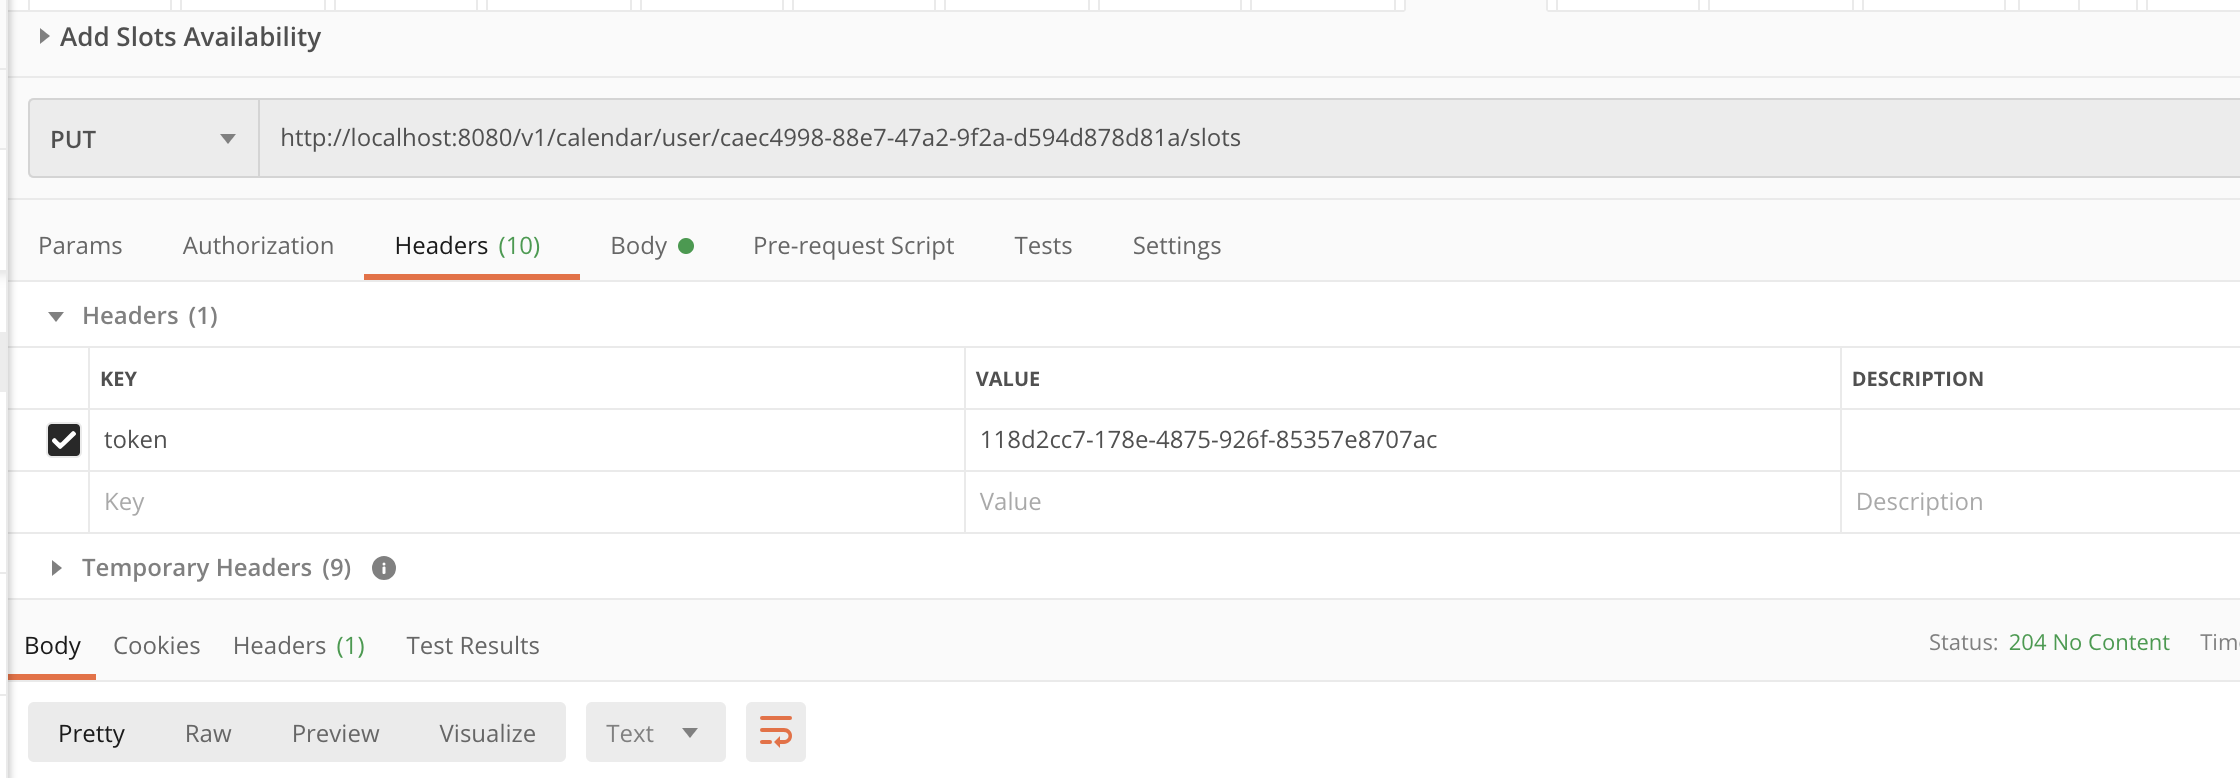 Add Slots Availability
PUT http://localhost:8080/v1/calendar/user/caec4998-88e7-47a2-9f2a-d594d878d81a/slots
Params Authorization Headers (10) Body Pre-request Script Tests Settings
Headers (1)
KEY VALUE DESCRIPTION
token 118d2cc7-178e-4875-926f-85357e8707ac
Key Value Description
Temporary Headers (9)
Body Cookies Headers (1) Test Results Status: 204 No Content
Pretty Raw Preview Visualize Text